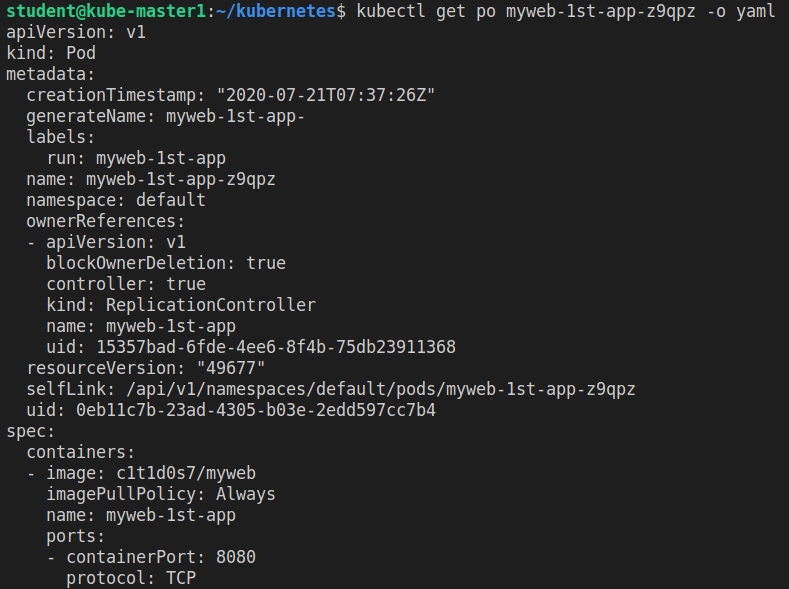 student@kube-master1:~/kubernetes$ kubectl get po myweb-1st-app-z9qpz -o yaml
apiVersion: v1
kind: Pod
metadata:
  creationTimestamp: "2020-07-21T07:37:26Z"
  generateName: myweb-1st-app-
  labels:
    run: myweb-1st-app
  name: myweb-1st-app-z9qpz
  namespace: default
  ownerReferences:
  - apiVersion: v1
    blockOwnerDeletion: true
    controller: true
    kind: ReplicationController
    name: myweb-1st-app
    uid: 15357bad-6fde-4ee6-8f4b-75db23911368
  resourceVersion: "49677"
  selfLink: /api/v1/namespaces/default/pods/myweb-1st-app-z9qpz
  uid: 0eb11c7b-23ad-4305-b03e-2edd597cc7b4
spec:
  containers:
  - image: c1t1d0s7/myweb
    imagePullPolicy: Always
    name: myweb-1st-app
    ports:
    - containerPort: 8080
      protocol: TCP